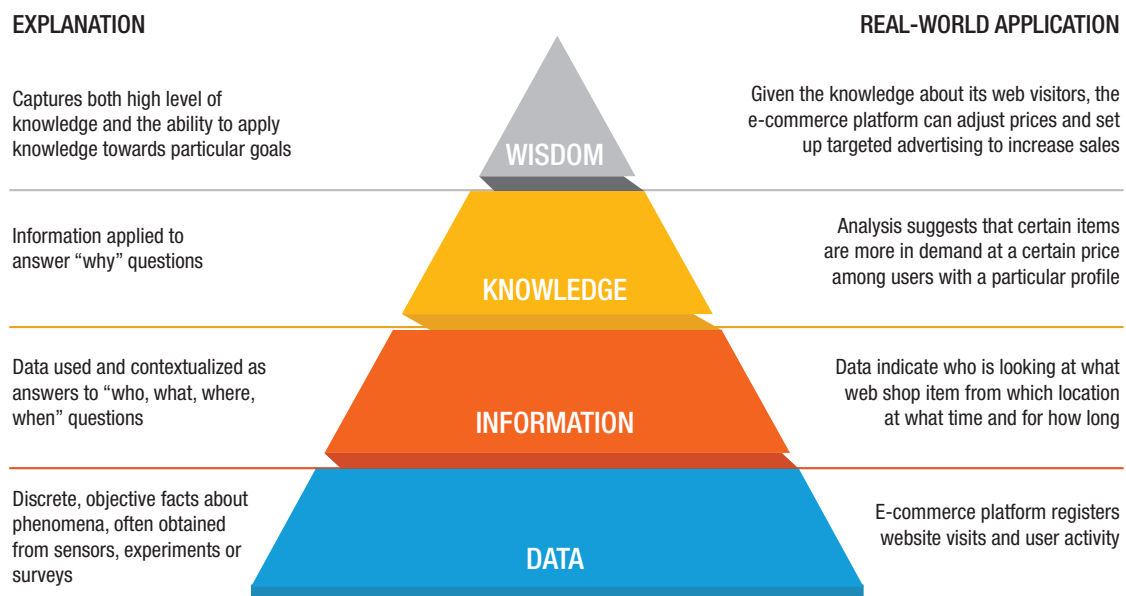 EXPLANATION
REAL-WORLD APPLICATION
Captures both high level of
knowledge and the ability to apply
knowledge towards particular goals
WISDOM
Given the knowledge about its web visitors, the
e-commerce platform can adjust prices and set
up targeted advertising to increase sales
Information applied to
answer “why” questions
KNOWLEDGE
Analysis suggests that certain items
are more in demand at a certain price
among users with a particular profile
Data used and contextualized as
answers to “who, what, where,
when” questions
INFORMATION
Data indicate who is looking at what
web shop item from which location
at what time and for how long
Discrete, objective facts about
phenomena, often obtained
from sensors, experiments or
surveys
DATA
E-commerce platform registers
website visits and user activity